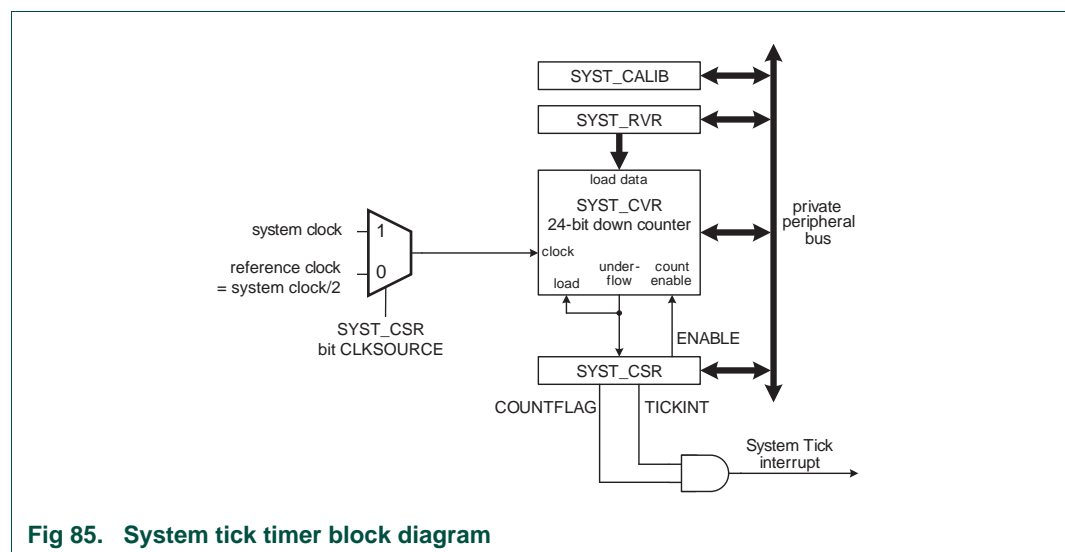 SYST_CALIB
SYST_RVR
load data
SYST_CVR
24-bit down counter
private
peripheral
bus
system clock
1
clock
reference clock
= system clock/2
0
load
under-
flow
count
enable
SYST_CSR
bit CLKSOURCE
ENABLE
SYST_CSR
COUNTFLAG
TICKINT
System Tick
interrupt
Fig 85. System tick timer block diagram